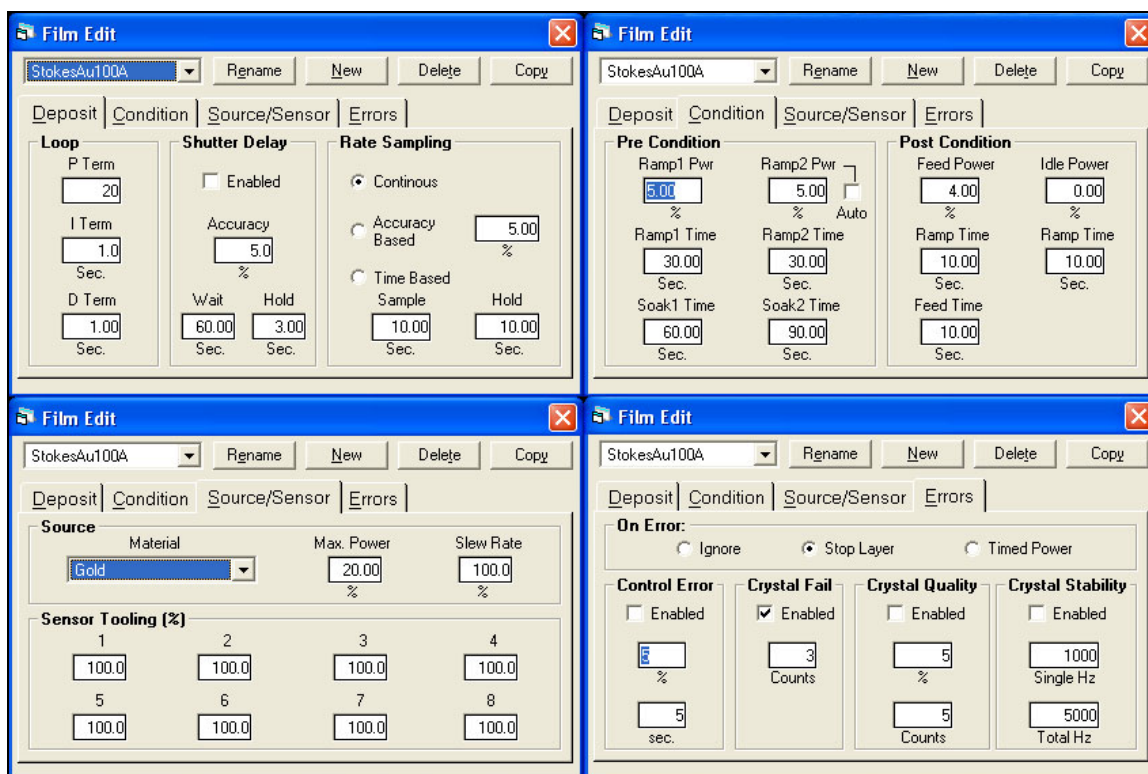 Film Edit
StokesAu100A Rename New Delete Copy
Deposit Condition Source/Sensor Errors
Loop Shutter Delay Rate Sampling
P Term
20 Enabled Continous
I Term Accuracy Accuracy Based 5.00
1.0 5.0 %
Sec. % Time Based
D Term Wait Hold Sample Hold
1.00 60.00 3.00 10.00 10.00
Sec. Sec. Sec. Sec. Sec.
Film Edit
StokesAu100A Rename New Delete Copy
Deposit Condition Source/Sensor Errors
Pre Condition Post Condition
Ramp1 Pwr Ramp2 Pwr Feed Power Idle Power
5.00 5.00 4.00 0.00
% % Auto % %
Ramp1 Time Ramp2 Time Ramp Time Ramp Time
30.00 30.00 10.00 10.00
Sec. Sec. Sec. Sec.
Soak1 Time Soak2 Time Feed Time
60.00 90.00 10.00
Sec. Sec. Sec.
Film Edit
StokesAu100A Rename New Delete Copy
Deposit Condition Source/Sensor Errors
Source
Material Max. Power Slew Rate
Gold 20.00 100.0
% %
Sensor Tooling (%)
1 2 3 4
100.0 100.0 100.0 100.0
5 6 7 8
100.0 100.0 100.0 100.0
Film Edit
StokesAu100A Rename New Delete Copy
Deposit Condition Source/Sensor Errors
On Error:
Ignore Stop Layer Timed Power
Control Error Crystal Fail Crystal Quality Crystal Stability
Enabled Enabled Enabled Enabled
5 3 5 1000
% Counts % Single Hz
5 5 5000
sec. Counts Total Hz